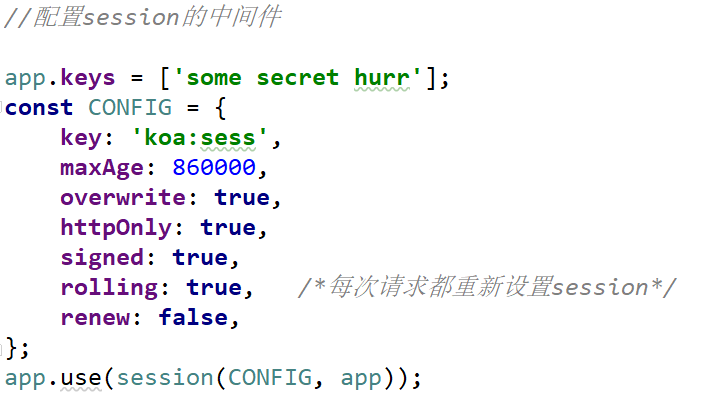 //配置session的中间件
app.keys = ['some secret hurr'];
const CONFIG = {
    key: 'koa:sess',
    maxAge: 860000,
    overwrite: true,
    httpOnly: true,
    signed: true,
    rolling: true,   /*每次请求都重新设置session*/
    renew: false,
};
app.use(session(CONFIG, app));